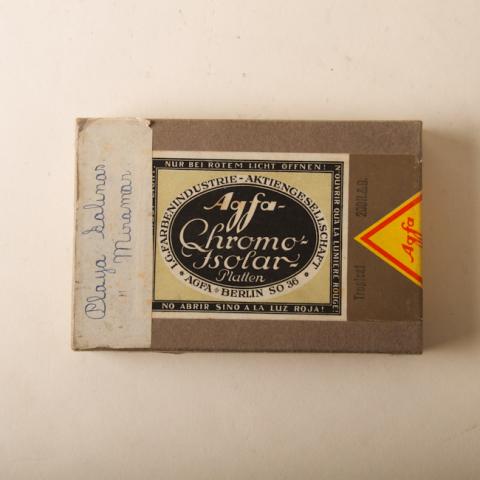 Playa Salinas.
" Miramar.
NUR BEI ROTEM LICHT ÖFFNEN!
I.G. FARBENINDUSTRIE · AKTIENGESELLSCHAFT
Agfa-
Chromo-
Isolar-
Platten
· AGFA · BERLIN SO 36 ·
N'OUVRIR QU'A LA LUMIERE ROUGE!
NO ABRIR SINO A LA LUZ ROJA!
Tropical
Agfa